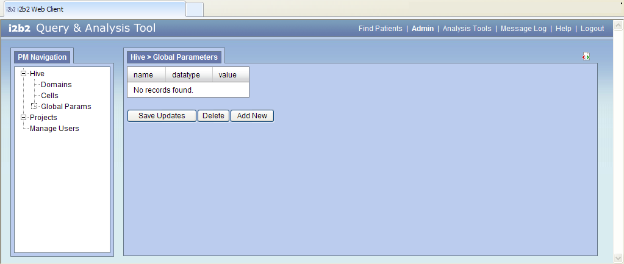 i2b2 Web Client
i2b2 Query & Analysis Tool
Find Patients | Admin | Analysis Tools | Message Log | Help | Logout
PM Navigation
Hive
Domains
Cells
Global Params
Projects
Manage Users
Hive > Global Parameters
name datatype value
No records found.
Save Updates Delete Add New